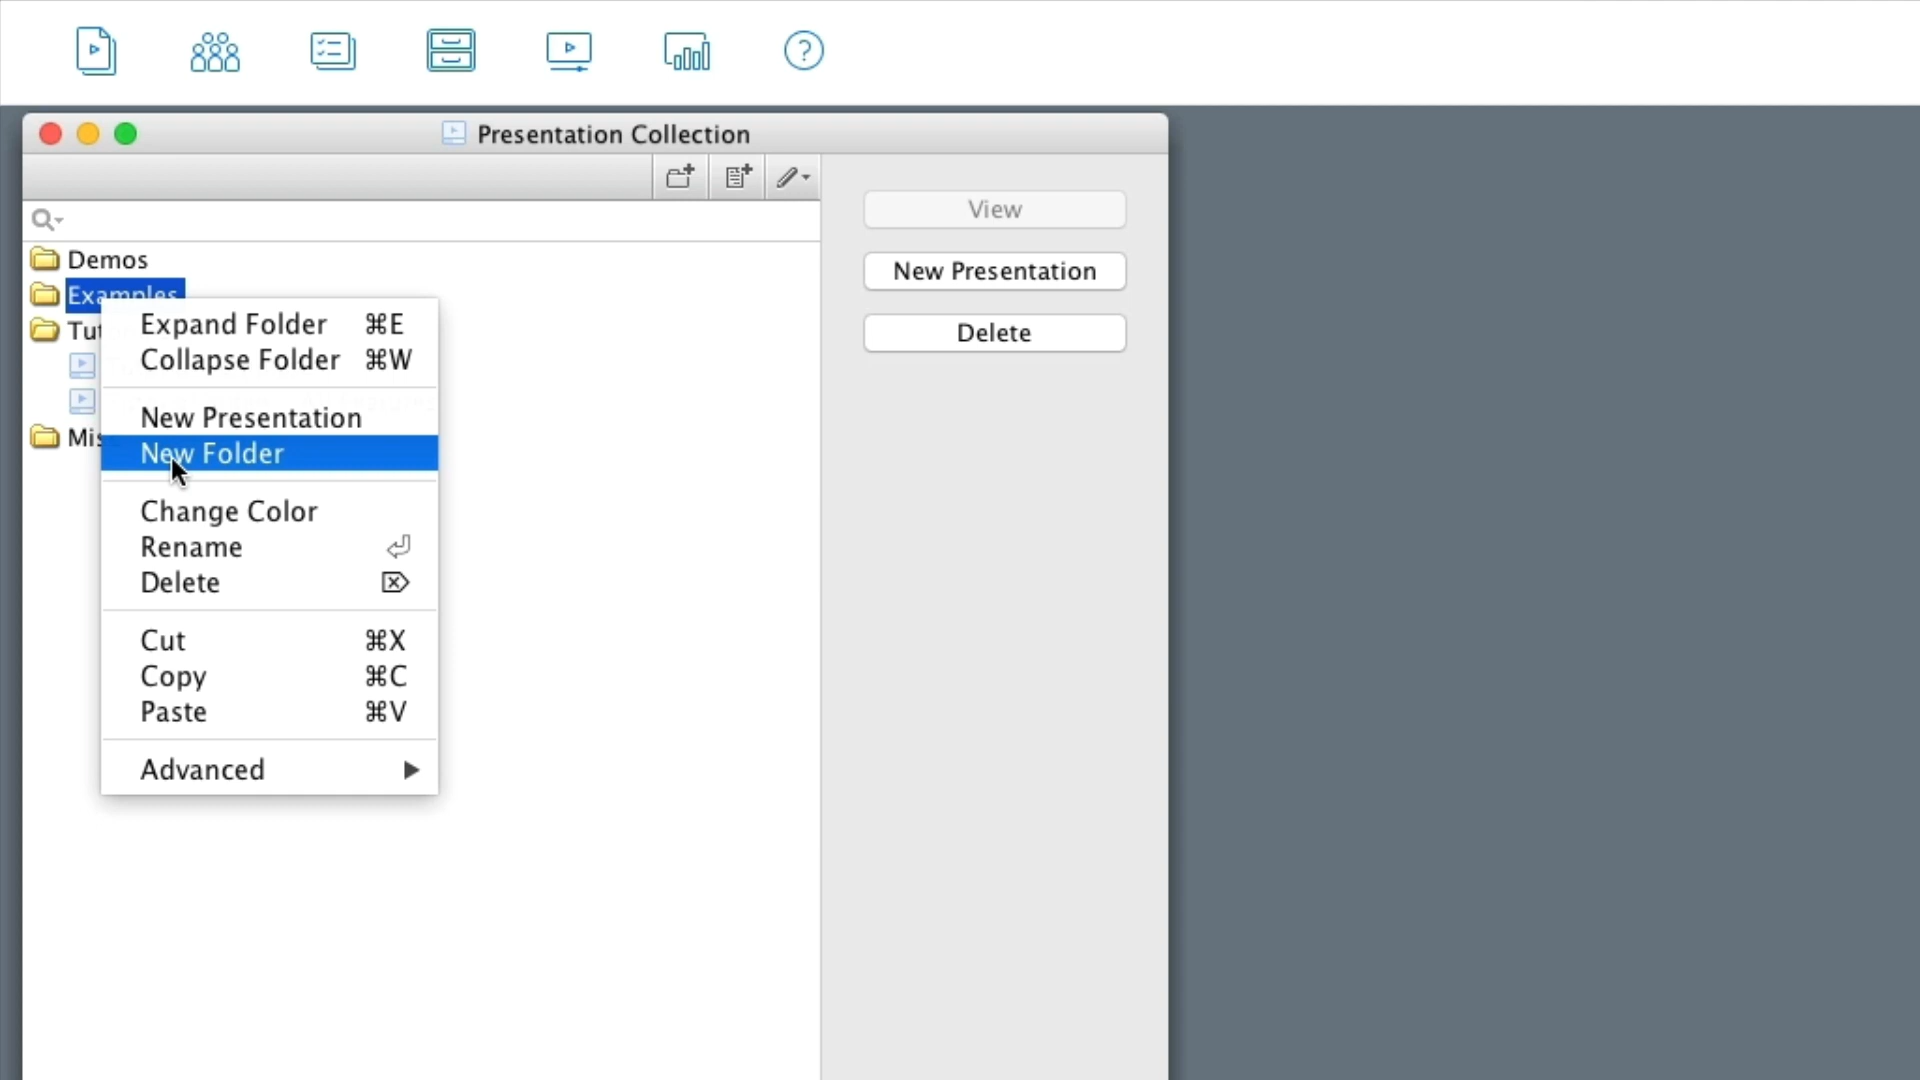 Presentation Collection
View
New Presentation
Delete
Demos
Examples
Expand Folder ⌘E
Collapse Folder ⌘W
New Presentation
New Folder
Change Color
Rename
Delete
Cut ⌘X
Copy ⌘C
Paste ⌘V
Advanced